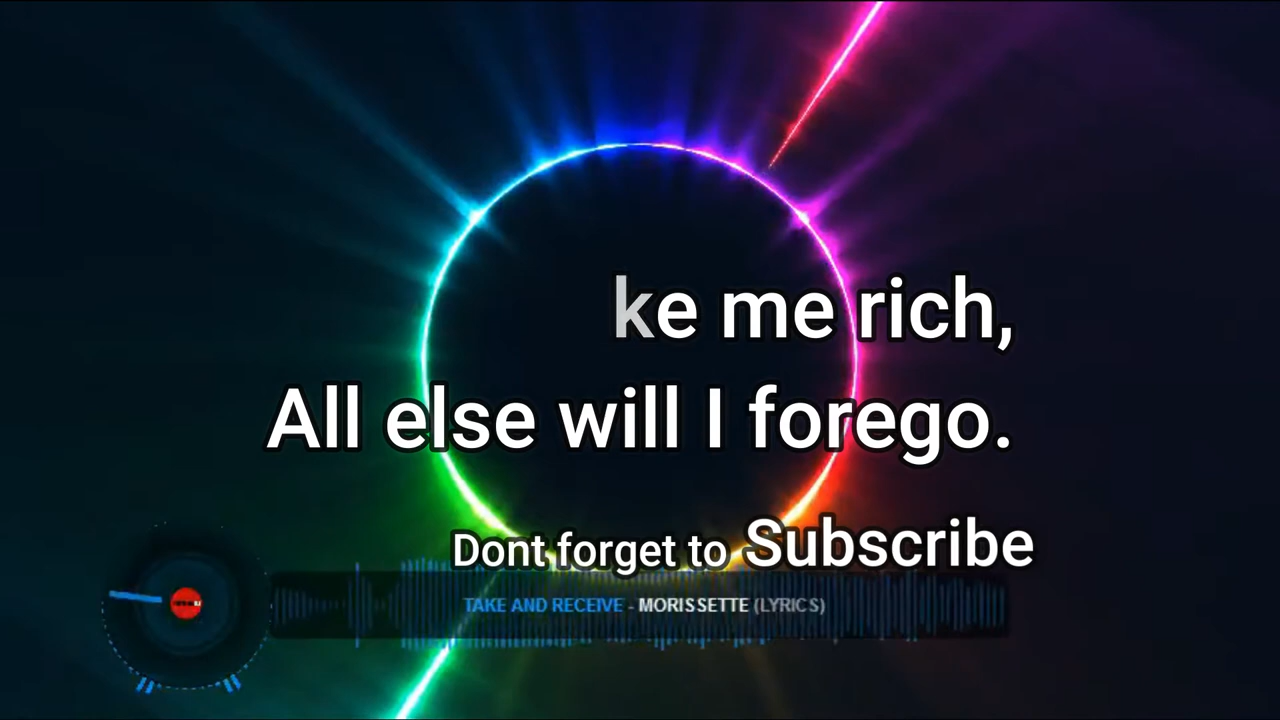 ke me rich,
All else will I forego.
Dont forget to Subscribe
TAKE AND RECEIVE - MORISSETTE (LYRICS)